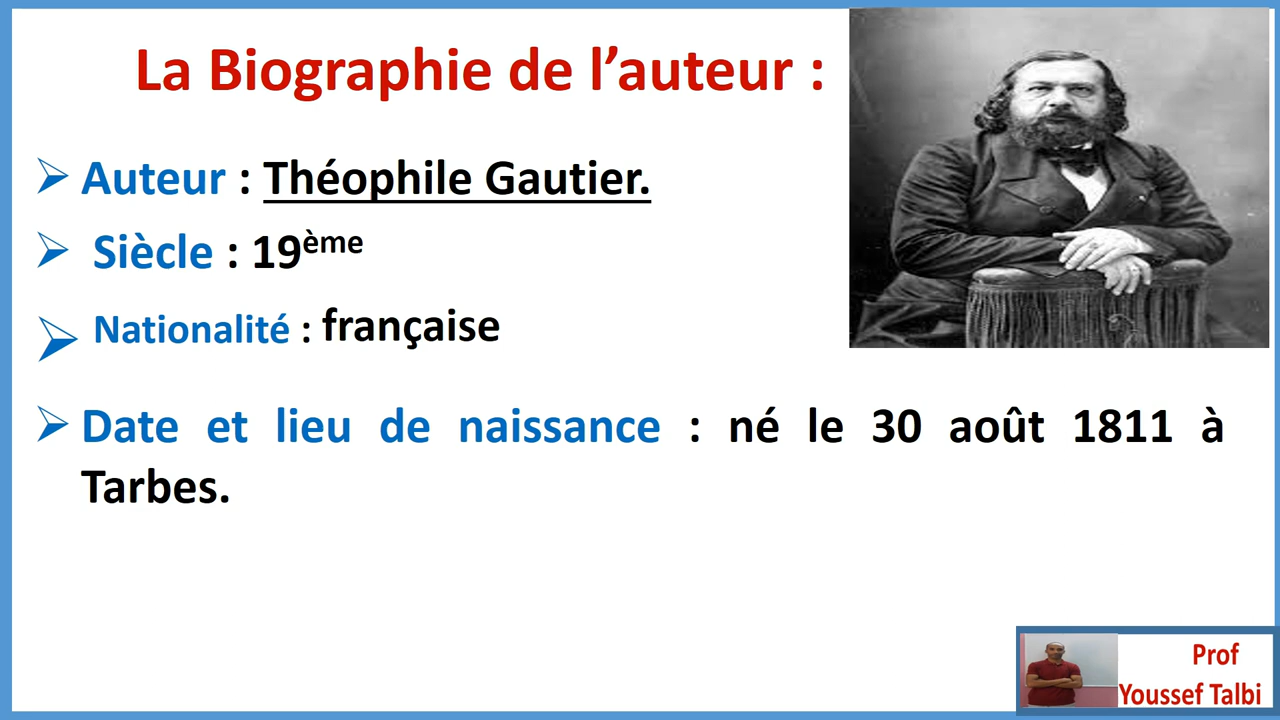 La Biographie de l’auteur :
Auteur : Théophile Gautier.
Siècle : 19ème
Nationalité : française
Date et lieu de naissance : né le 30 août 1811 à
Tarbes.
Prof
Youssef Talbi